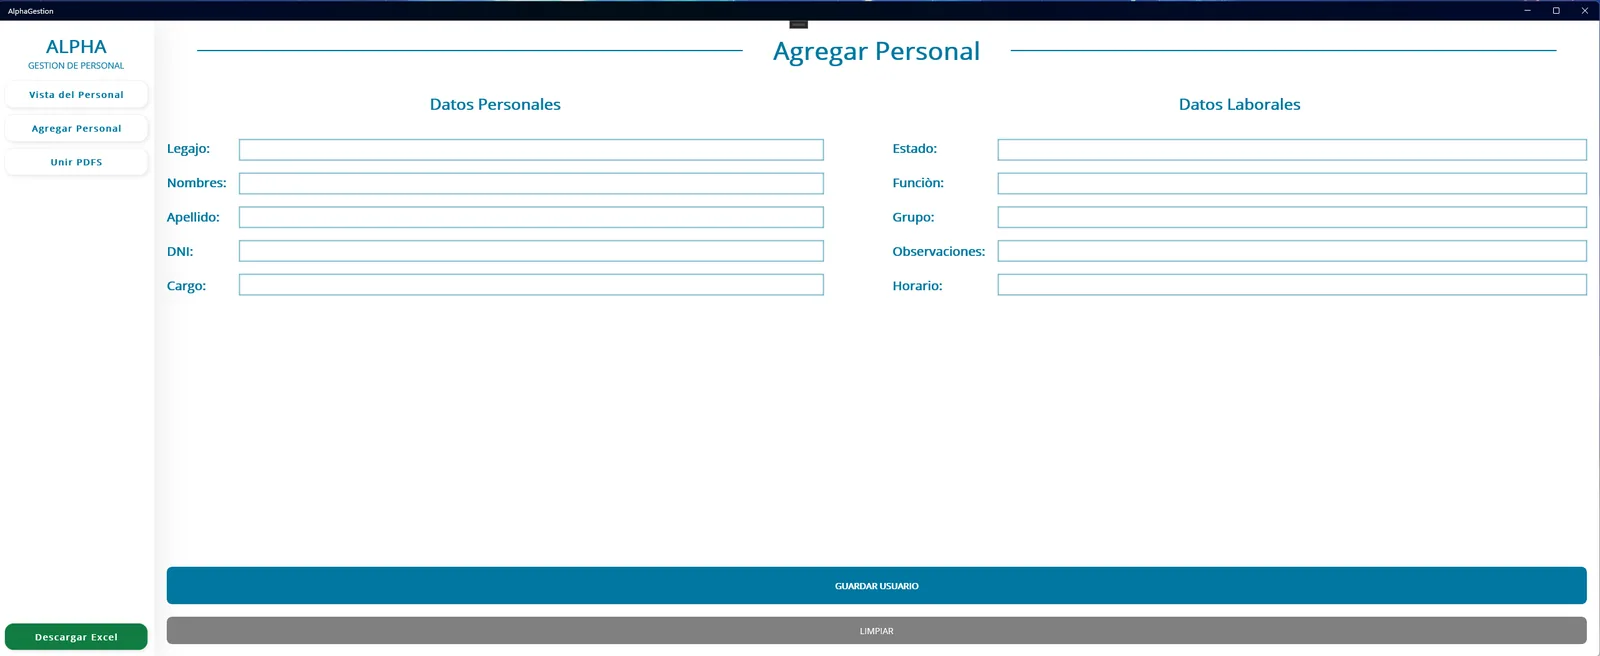 AlphaGestion
ALPHA
GESTION DE PERSONAL
Vista del Personal
Agregar Personal
Unir PDFS
Descargar Excel
Agregar Personal
Datos Personales
Legajo:
Nombres:
Apellido:
DNI:
Cargo:
Datos Laborales
Estado:
Funciòn:
Grupo:
Observaciones:
Horario:
GUARDAR USUARIO
LIMPIAR